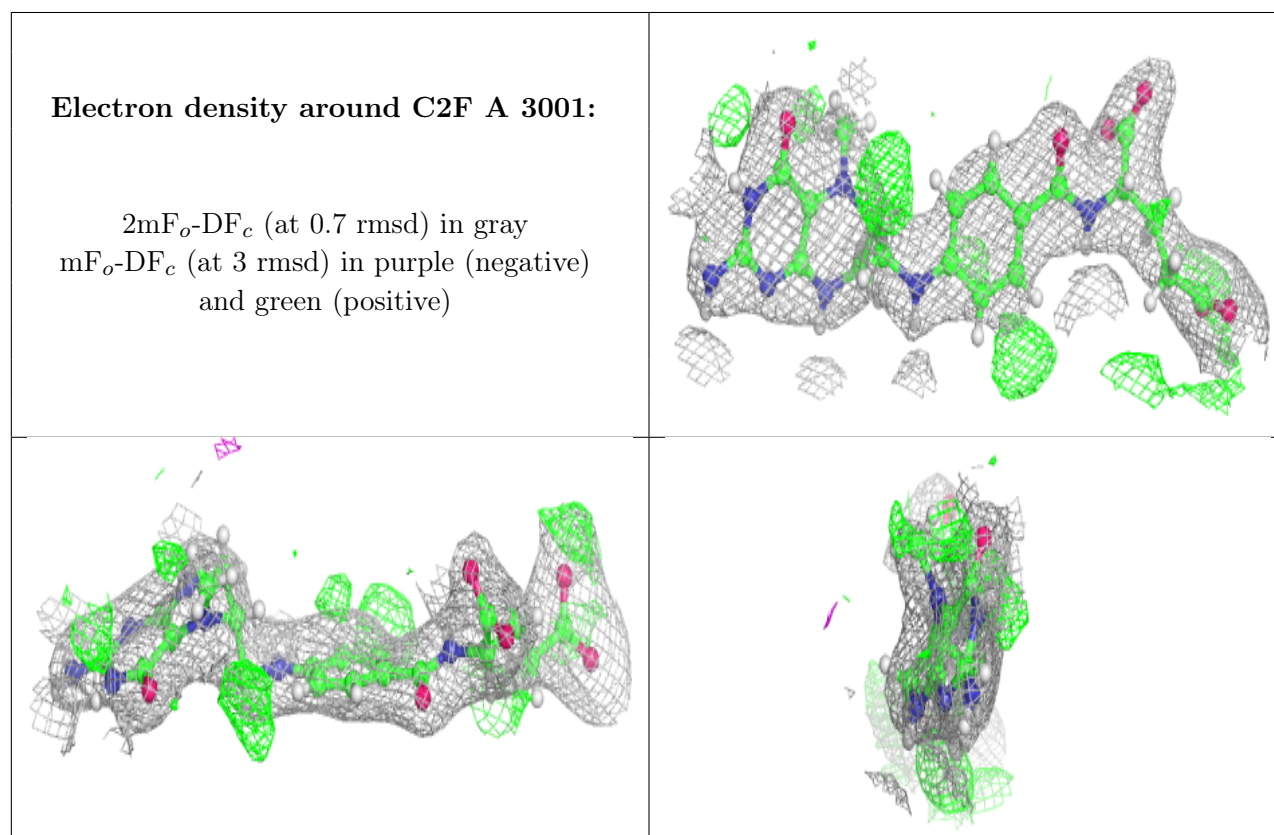 Electron density around C2F A 3001:
2mFₒ-DF𝒸 (at 0.7 rmsd) in gray
mFₒ-DF𝒸 (at 3 rmsd) in purple (negative)
and green (positive)